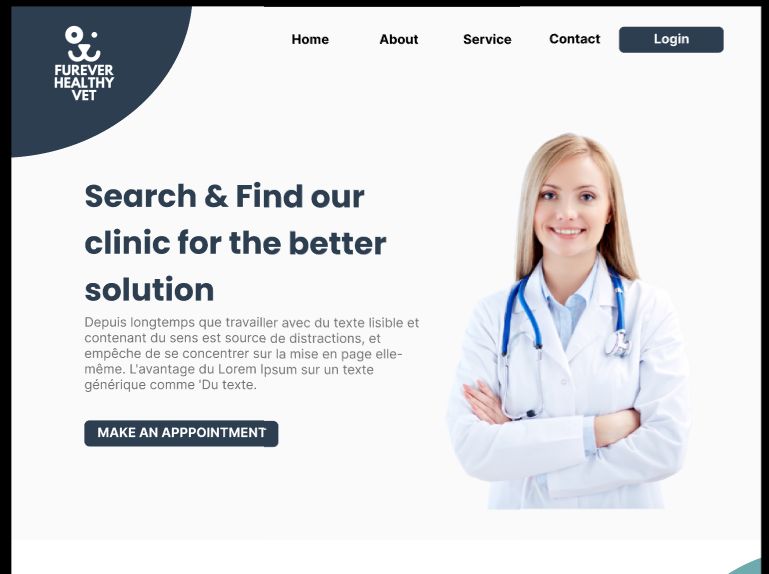 FUREVER
HEALTHY
VET
Home About Service Contact Login
Search & Find our
clinic for the better
solution
Depuis longtemps que travailler avec du texte lisible et
contenant du sens est source de distractions, et
empêche de se concentrer sur la mise en page elle-
même. L'avantage du Lorem Ipsum sur un texte
générique comme 'Du texte.
MAKE AN APPPOINTMENT